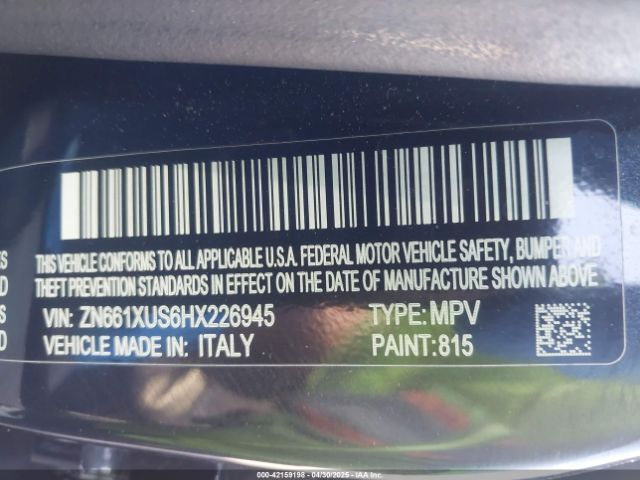 THIS VEHICLE CONFORMS TO ALL APPLICABLE U.S.A. FEDERAL MOTOR VEHICLE SAFETY, BUMPER AND
THEFT PREVENTION STANDARDS IN EFFECT ON THE DATE OF MANUFACTURE SHOWN ABOVE
VIN: ZN661XUS6HX226945 TYPE: MPV
VEHICLE MADE IN: ITALY PAINT: 815
000-42159198 - 04/30/2025 - IAAI, Inc.